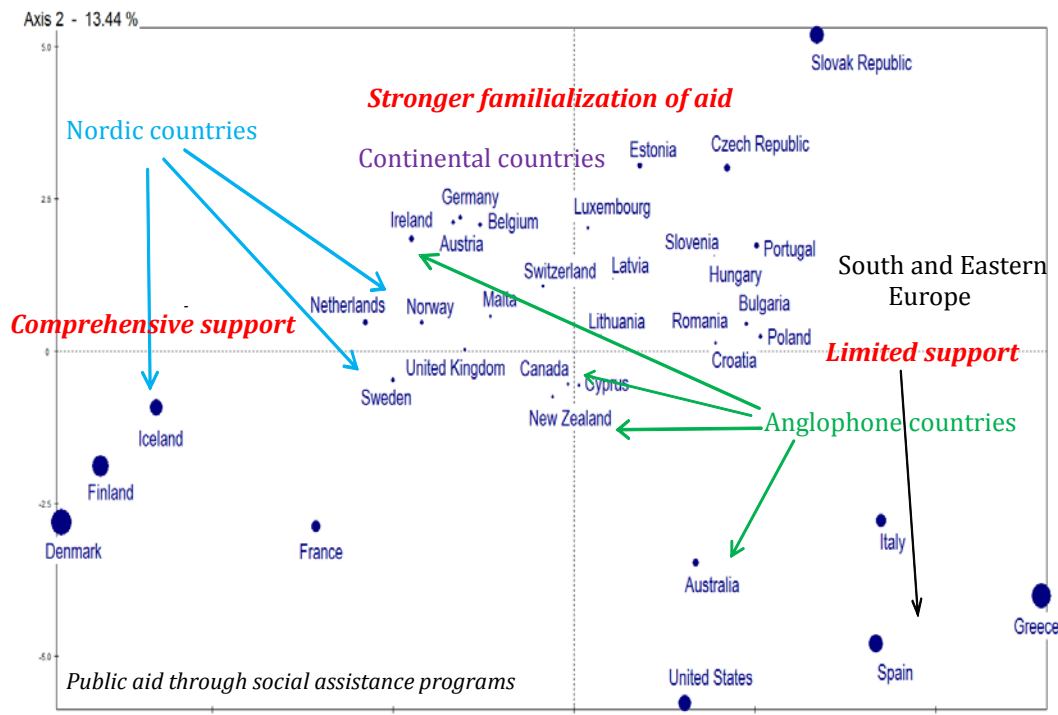 Axis 2 - 13.44 %
5.0
Slovak Republic
Stronger familialization of aid
Nordic countries
Continental countries
Estonia
Czech Republic
2.5
Germany
Ireland
Belgium
Luxembourg
Austria
Slovenia
Portugal
Switzerland
Latvia
Hungary
South and Eastern
Europe
Netherlands
Norway
Malta
Bulgaria
Comprehensive support
Lithuania
Romania
Poland
0
United Kingdom
Canada
Croatia
Limited support
Sweden
Cyprus
New Zealand
Anglophone countries
Iceland
Finland
-2.5
Denmark
France
Italy
Australia
Greece
-5.0
Public aid through social assistance programs
United States
Spain